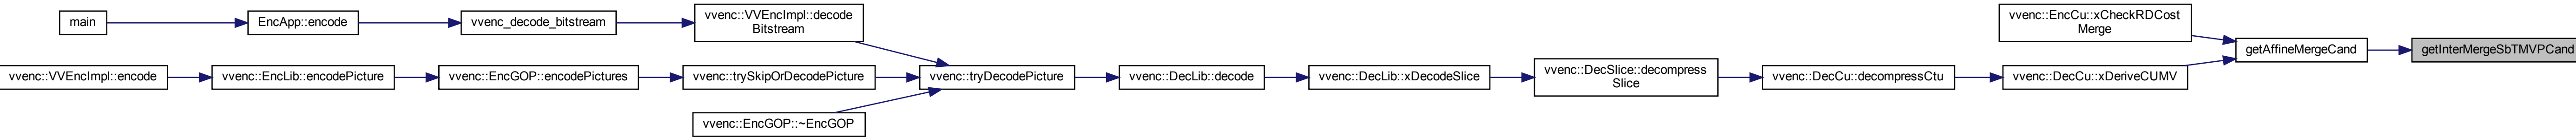 main
EncApp::encode
vvenc_decode_bitstream
vvenc::VVEncImpl::decode
Bitstream
vvenc::VVEncImpl::encode
vvenc::EncLib::encodePicture
vvenc::EncGOP::encodePictures
vvenc::trySkipOrDecodePicture
vvenc::EncGOP::~EncGOP
vvenc::tryDecodePicture
vvenc::DecLib::decode
vvenc::DecLib::xDecodeSlice
vvenc::DecSlice::decompress
Slice
vvenc::DecCu::decompressCtu
vvenc::EncCu::xCheckRDCost
Merge
vvenc::DecCu::xDeriveCUMV
getAffineMergeCand
getInterMergeSbTMVPCand